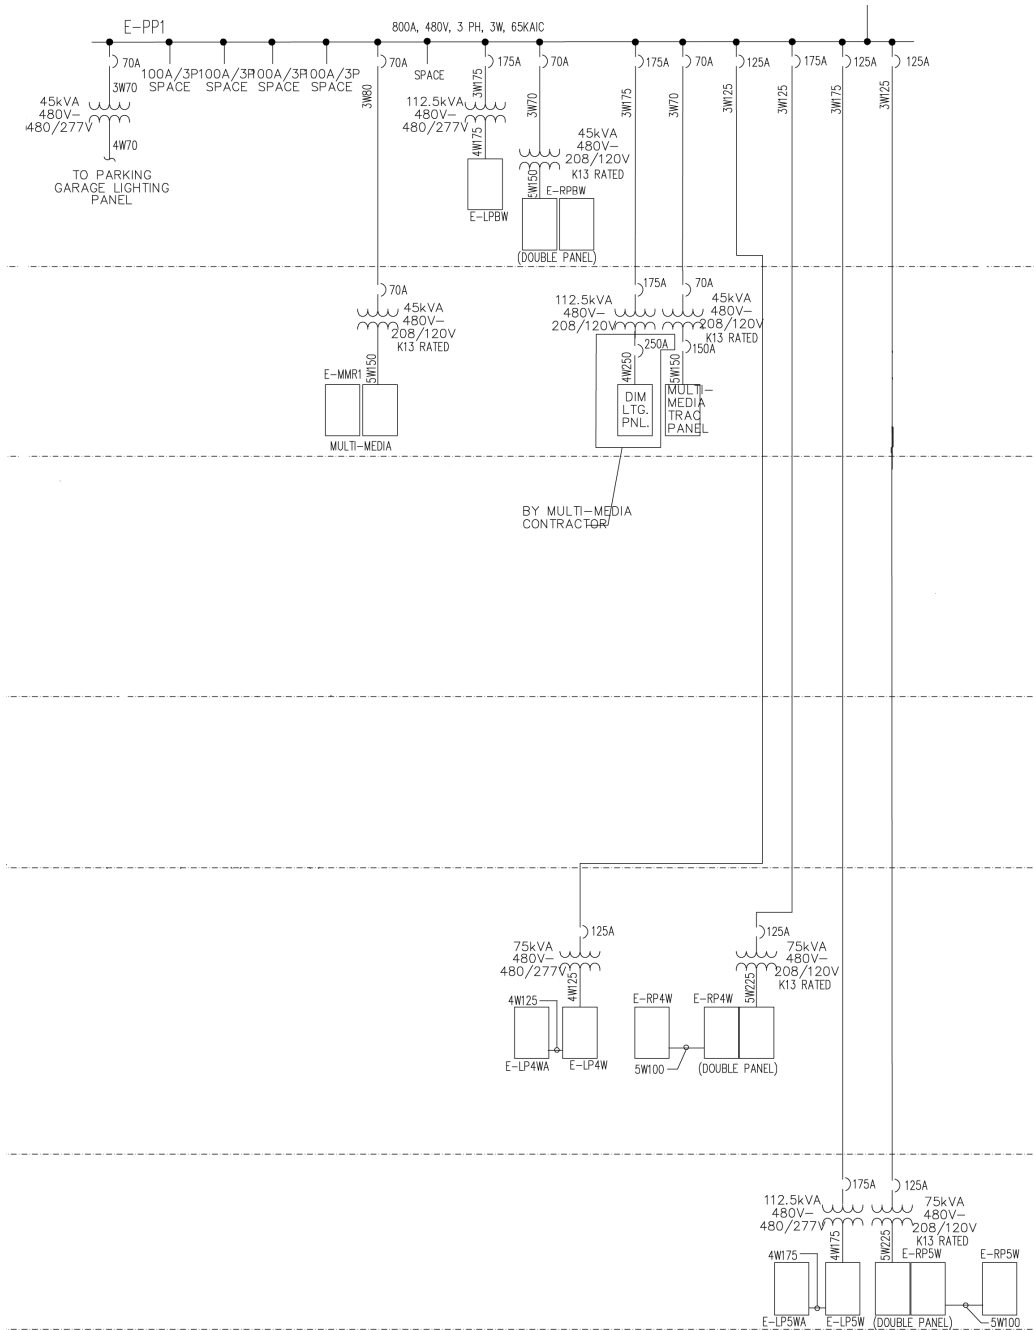 E-PP1
800A, 480V, 3 PH, 3W, 65KAIC
70A
100A/3P
SPACE
100A/3P
SPACE
100A/3P
SPACE
100A/3P
SPACE
70A
SPACE
175A
70A
175A
70A
125A
175A
125A
125A
3W70
3W80
3W175
3W70
3W175
3W70
3W125
3W125
3W175
3W125
45kVA
480V-
480/277V
4W70
TO PARKING
GARAGE LIGHTING
PANEL
112.5kVA
480V-
480/277V
4W175
E-LPBW
45kVA
480V-
208/120V
K13 RATED
5W150
E-RPBW
(DOUBLE PANEL)
70A
45kVA
480V-
208/120V
K13 RATED
5W150
E-MMR1
MULTI-MEDIA
175A
112.5kVA
480V-
208/120V
250A
4W250
DIM
LTG.
PNL.
70A
45kVA
480V-
208/120V
K13 RATED
150A
5W150
MULTI-
MEDIA
TRAC
PANEL
BY MULTI-MEDIA
CONTRACTOR
125A
75kVA
480V-
480/277V
4W125
4W125
E-LP4WA
E-LP4W
125A
75kVA
480V-
208/120V
K13 RATED
5W225
E-RP4W
E-RP4W
5W100
(DOUBLE PANEL)
175A
112.5kVA
480V-
480/277V
4W175
4W175
E-LP5WA
E-LP5W
125A
75kVA
480V-
208/120V
K13 RATED
5W225
E-RP5W
E-RP5W
(DOUBLE PANEL)
5W100